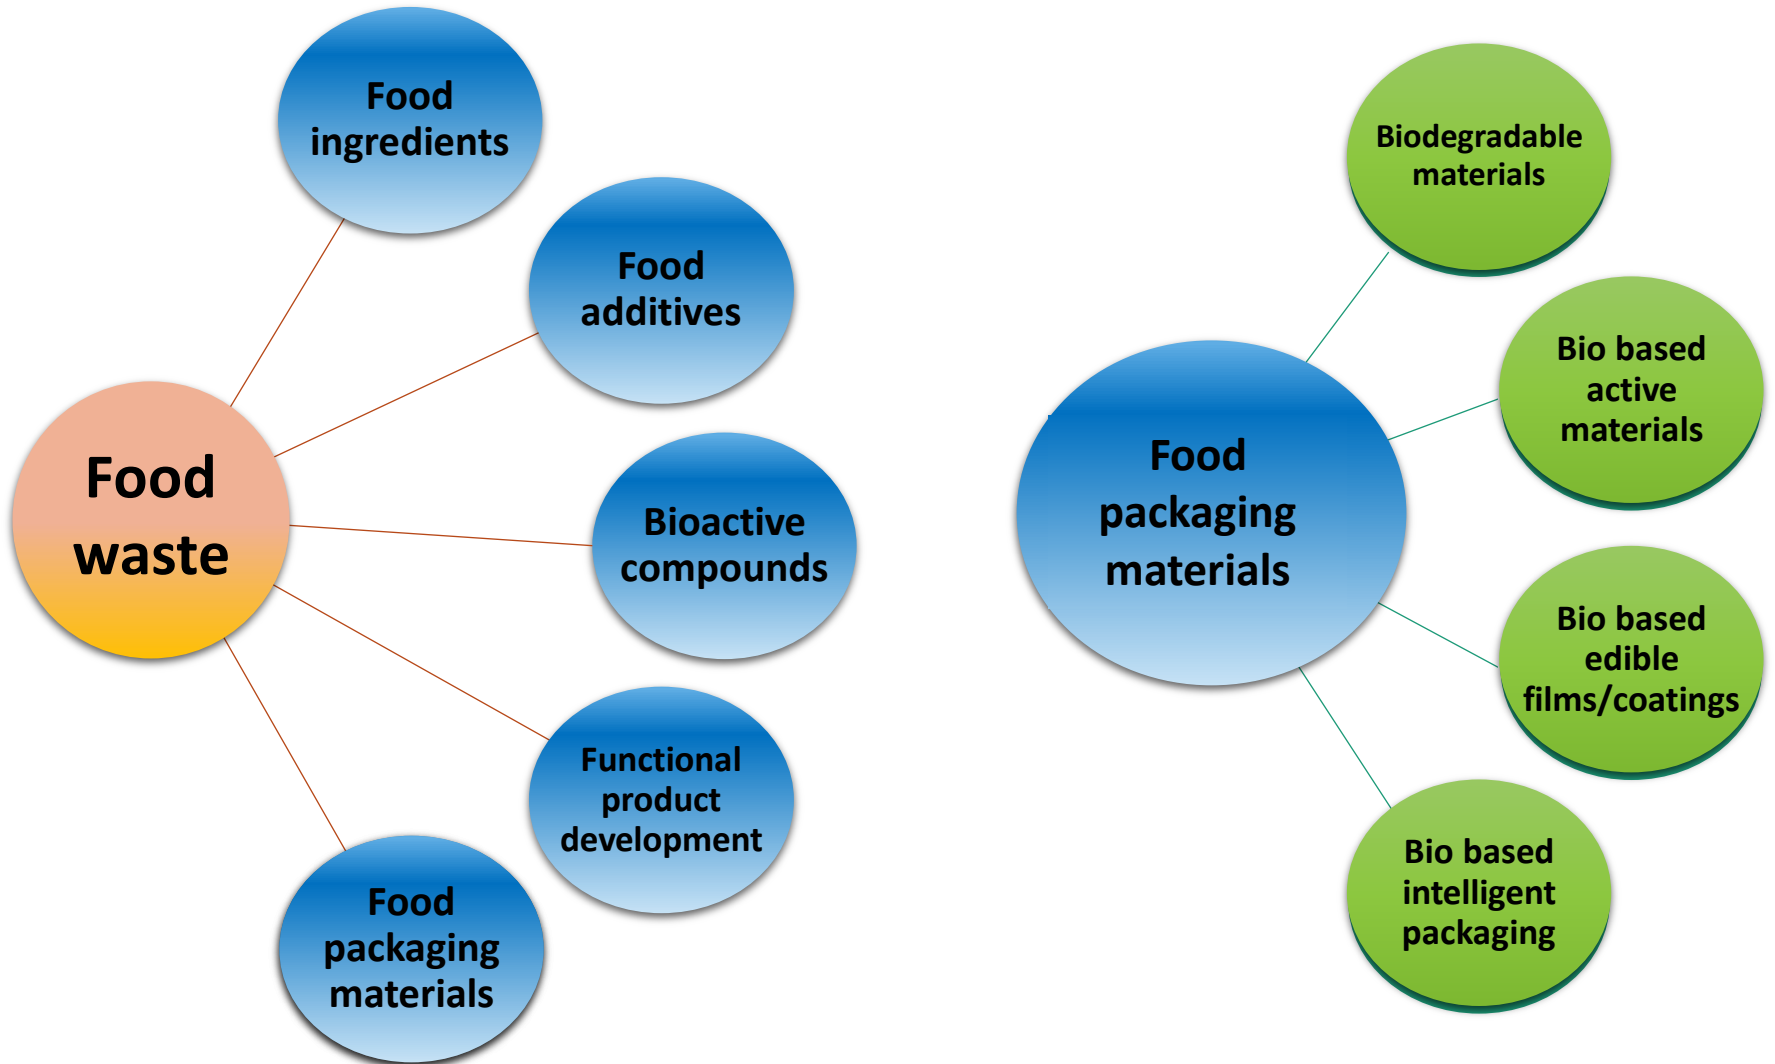 Food
ingredients
Food
additives
Bioactive
compounds
Functional
product
development
Food
packaging
materials
Food
waste
Food
packaging
materials
Biodegradable
materials
Bio based
active
materials
Bio based
edible
films/coatings
Bio based
intelligent
packaging